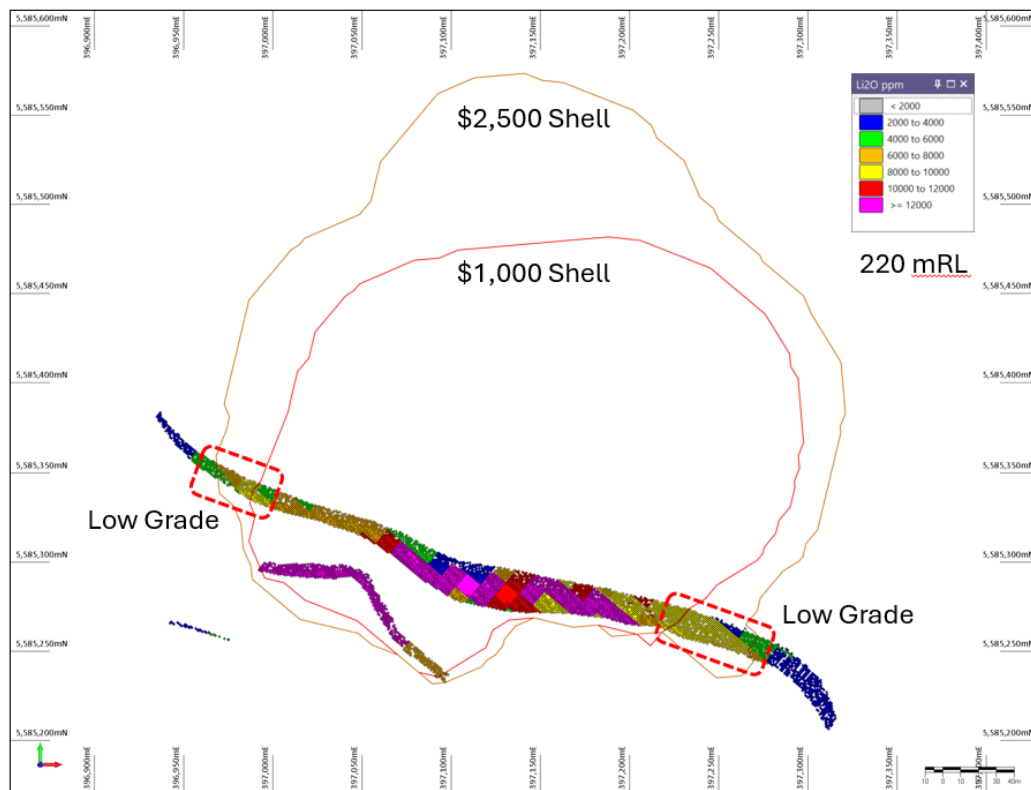 5,585,600mN
5,585,600mN
396,900mE
396,950mE
397,000mE
397,050mE
397,100mE
397,150mE
397,200mE
397,250mE
397,300mE
397,350mE
397,400mE
$2,500 Shell
Li2O ppm
< 2000
2000 to 4000
4000 to 6000
6000 to 8000
8000 to 10000
10000 to 12000
>= 12000
5,585,550mN
5,585,550mN
5,585,500mN
5,585,500mN
220 mRL
$1,000 Shell
5,585,450mN
5,585,450mN
5,585,400mN
5,585,400mN
5,585,350mN
5,585,350mN
Low Grade
5,585,300mN
5,585,300mN
Low Grade
5,585,250mN
5,585,250mN
5,585,200mN
5,585,200mN
396,900mE
396,950mE
397,000mE
397,050mE
397,100mE
397,150mE
397,200mE
397,250mE
397,300mE
397,350mE
397,400mE
10 0 10 20 30 40m